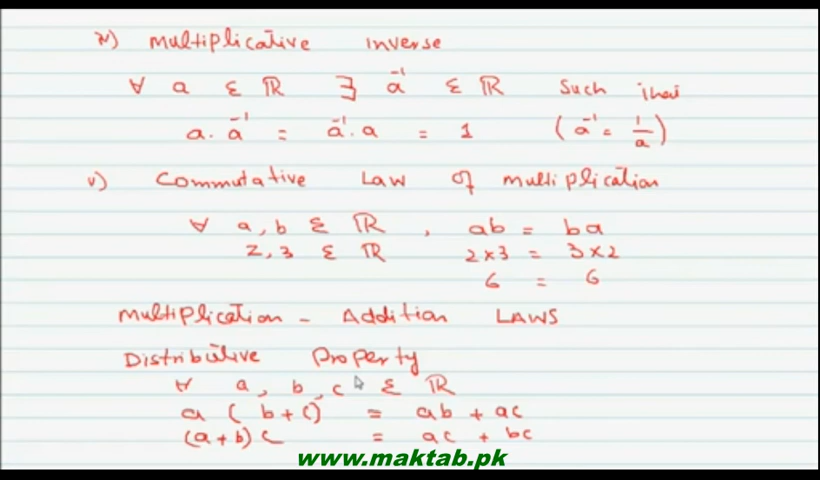 iv) Multiplicative Inverse
∀ a ∈ ℝ ∃ a⁻¹ ∈ ℝ Such that
a . a⁻¹ = a⁻¹ . a = 1 (a⁻¹ = 1/a)
v) Commutative Law of multiplication
∀ a, b ∈ ℝ , ab = ba
2, 3 ∈ ℝ 2×3 = 3×2
6 = 6
Multiplication - Addition LAWS
Distributive Property
∀ a, b, c ∈ ℝ
a (b + c) = ab + ac
(a + b) c = ac + bc
www.maktab.pk